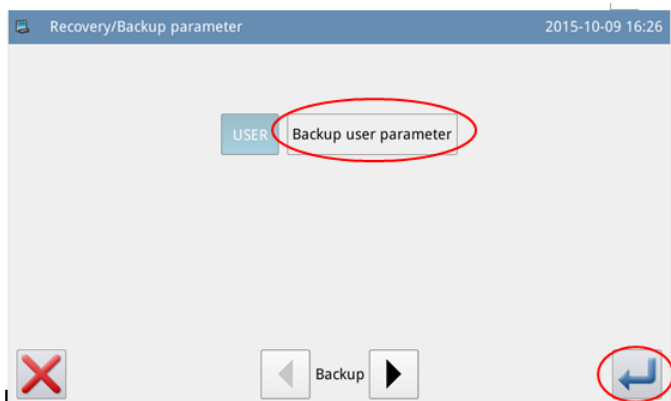 Recovery/Backup parameter 2015-10-09 16:26
USER Backup user parameter
Backup